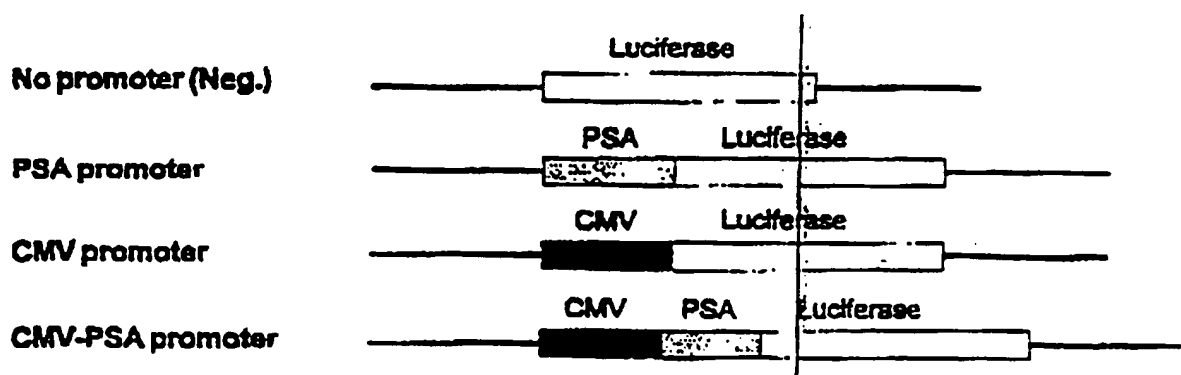 Luciferase
No promoter (Neg.)
PSA Luciferase
PSA promoter
CMV Luciferase
CMV promoter
CMV PSA Luciferase
CMV-PSA promoter